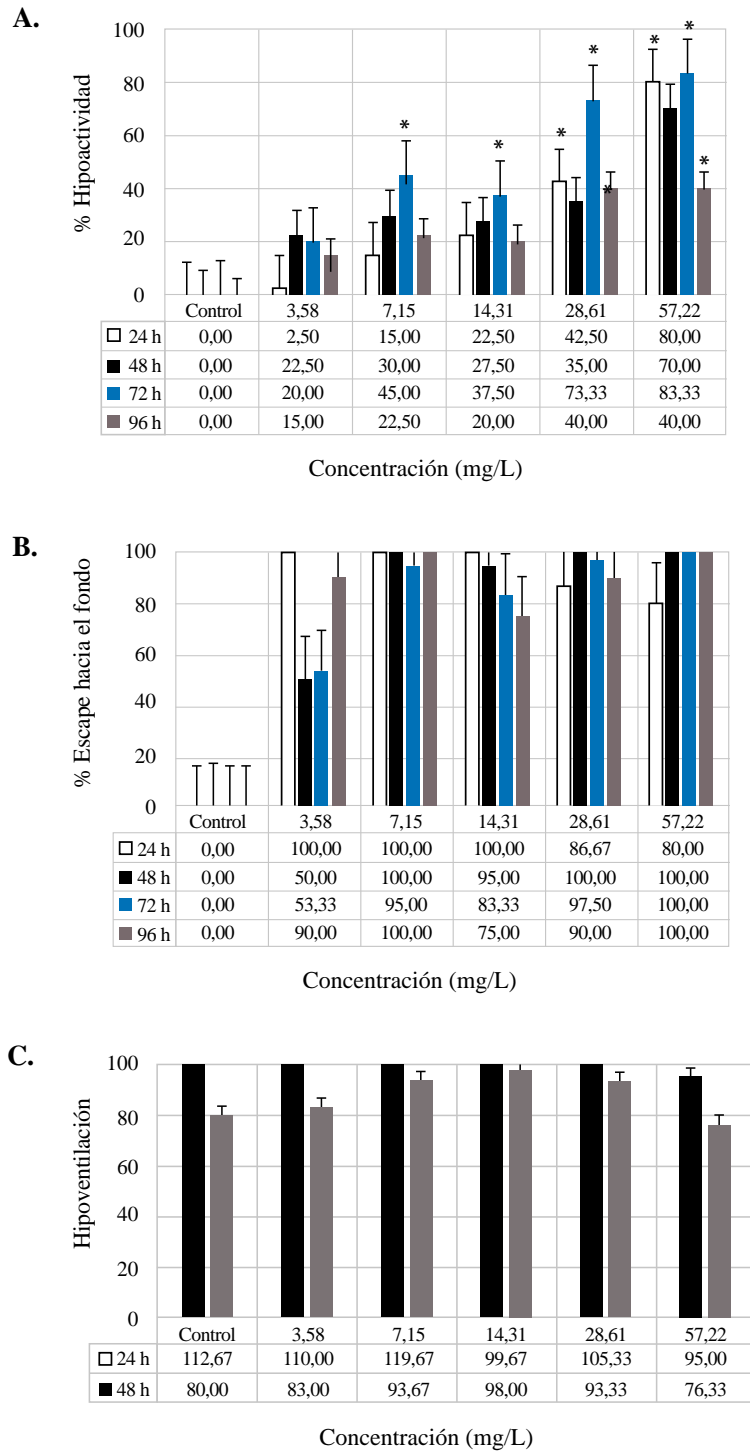 A.
% Hipoactividad
100
80
60
40
20
0
* * * * * * * *
Control 3,58 7,15 14,31 28,61 57,22
24 h 0,00 2,50 15,00 22,50 42,50 80,00
48 h 0,00 22,50 30,00 27,50 35,00 70,00
72 h 0,00 20,00 45,00 37,50 73,33 83,33
96 h 0,00 15,00 22,50 20,00 40,00 40,00
Concentración (mg/L)
B.
% Escape hacia el fondo
100
80
60
40
20
0
Control 3,58 7,15 14,31 28,61 57,22
24 h 0,00 100,00 100,00 100,00 86,67 80,00
48 h 0,00 50,00 100,00 95,00 100,00 100,00
72 h 0,00 53,33 95,00 83,33 97,50 100,00
96 h 0,00 90,00 100,00 75,00 90,00 100,00
Concentración (mg/L)
C.
Hipoventilación
100
80
60
40
20
0
Control 3,58 7,15 14,31 28,61 57,22
24 h 112,67 110,00 119,67 99,67 105,33 95,00
48 h 80,00 83,00 93,67 98,00 93,33 76,33
Concentración (mg/L)